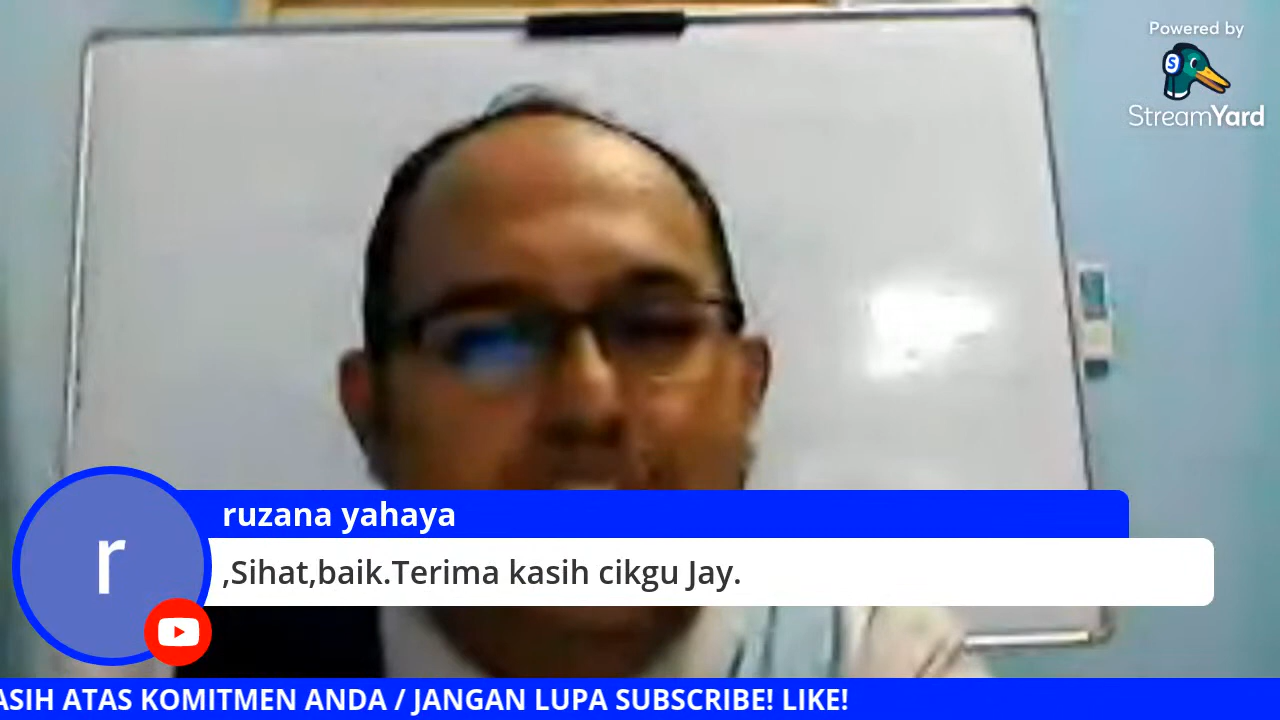 Powered by
S
StreamYard
ruzana yahaya
r
,Sihat,baik.Terima kasih cikgu Jay.
ASIH ATAS KOMITMEN ANDA / JANGAN LUPA SUBSCRIBE! LIKE!